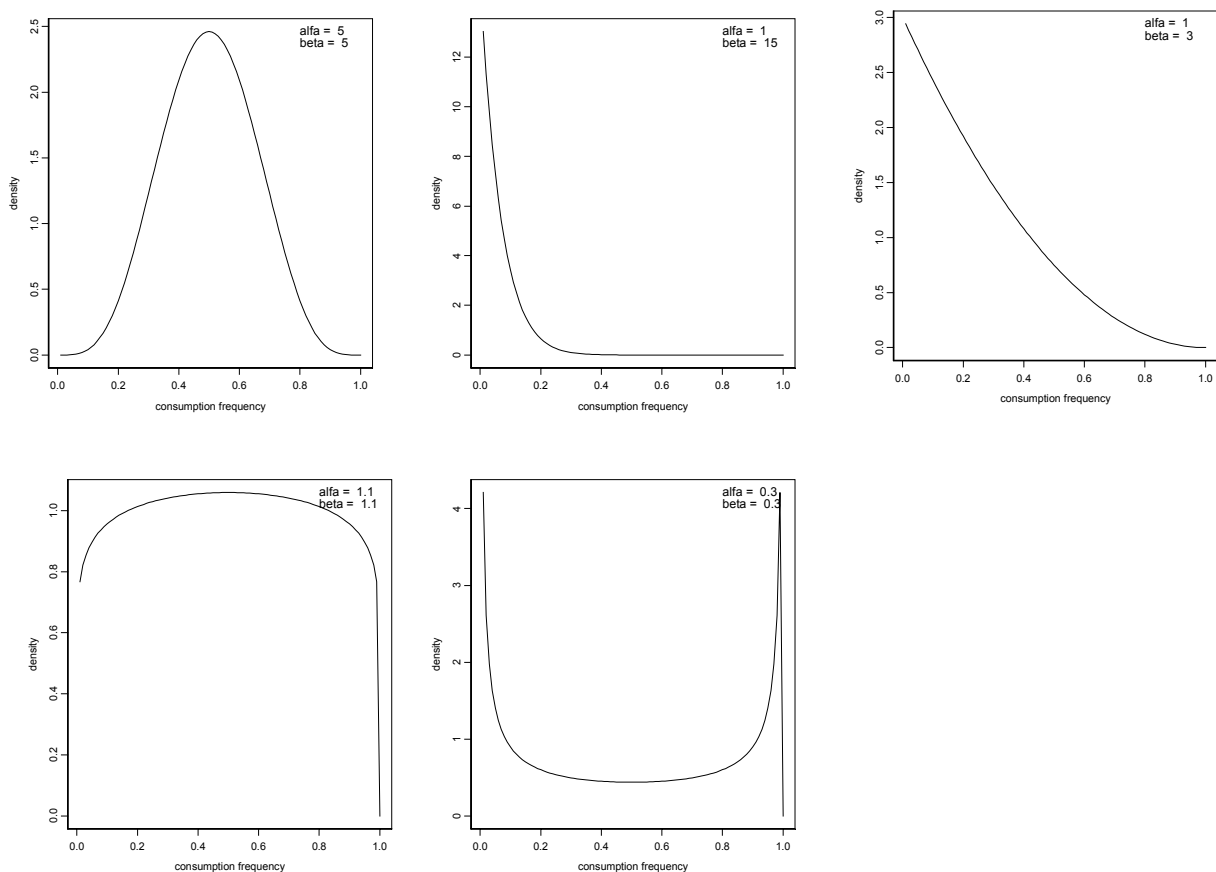 alfa = 5
beta = 5
2.5
2.0
1.5
1.0
0.5
0.0
density
0.0 0.2 0.4 0.6 0.8 1.0
consumption frequency
alfa = 1
beta = 15
12
10
8
6
4
2
0
density
0.0 0.2 0.4 0.6 0.8 1.0
consumption frequency
alfa = 1
beta = 3
3.0
2.5
2.0
1.5
1.0
0.5
0.0
density
0.0 0.2 0.4 0.6 0.8 1.0
consumption frequency
alfa = 1.1
beta = 1.1
1.0
0.8
0.6
0.4
0.2
0.0
density
0.0 0.2 0.4 0.6 0.8 1.0
consumption frequency
alfa = 0.3
beta = 0.3
4
3
2
1
0
density
0.0 0.2 0.4 0.6 0.8 1.0
consumption frequency